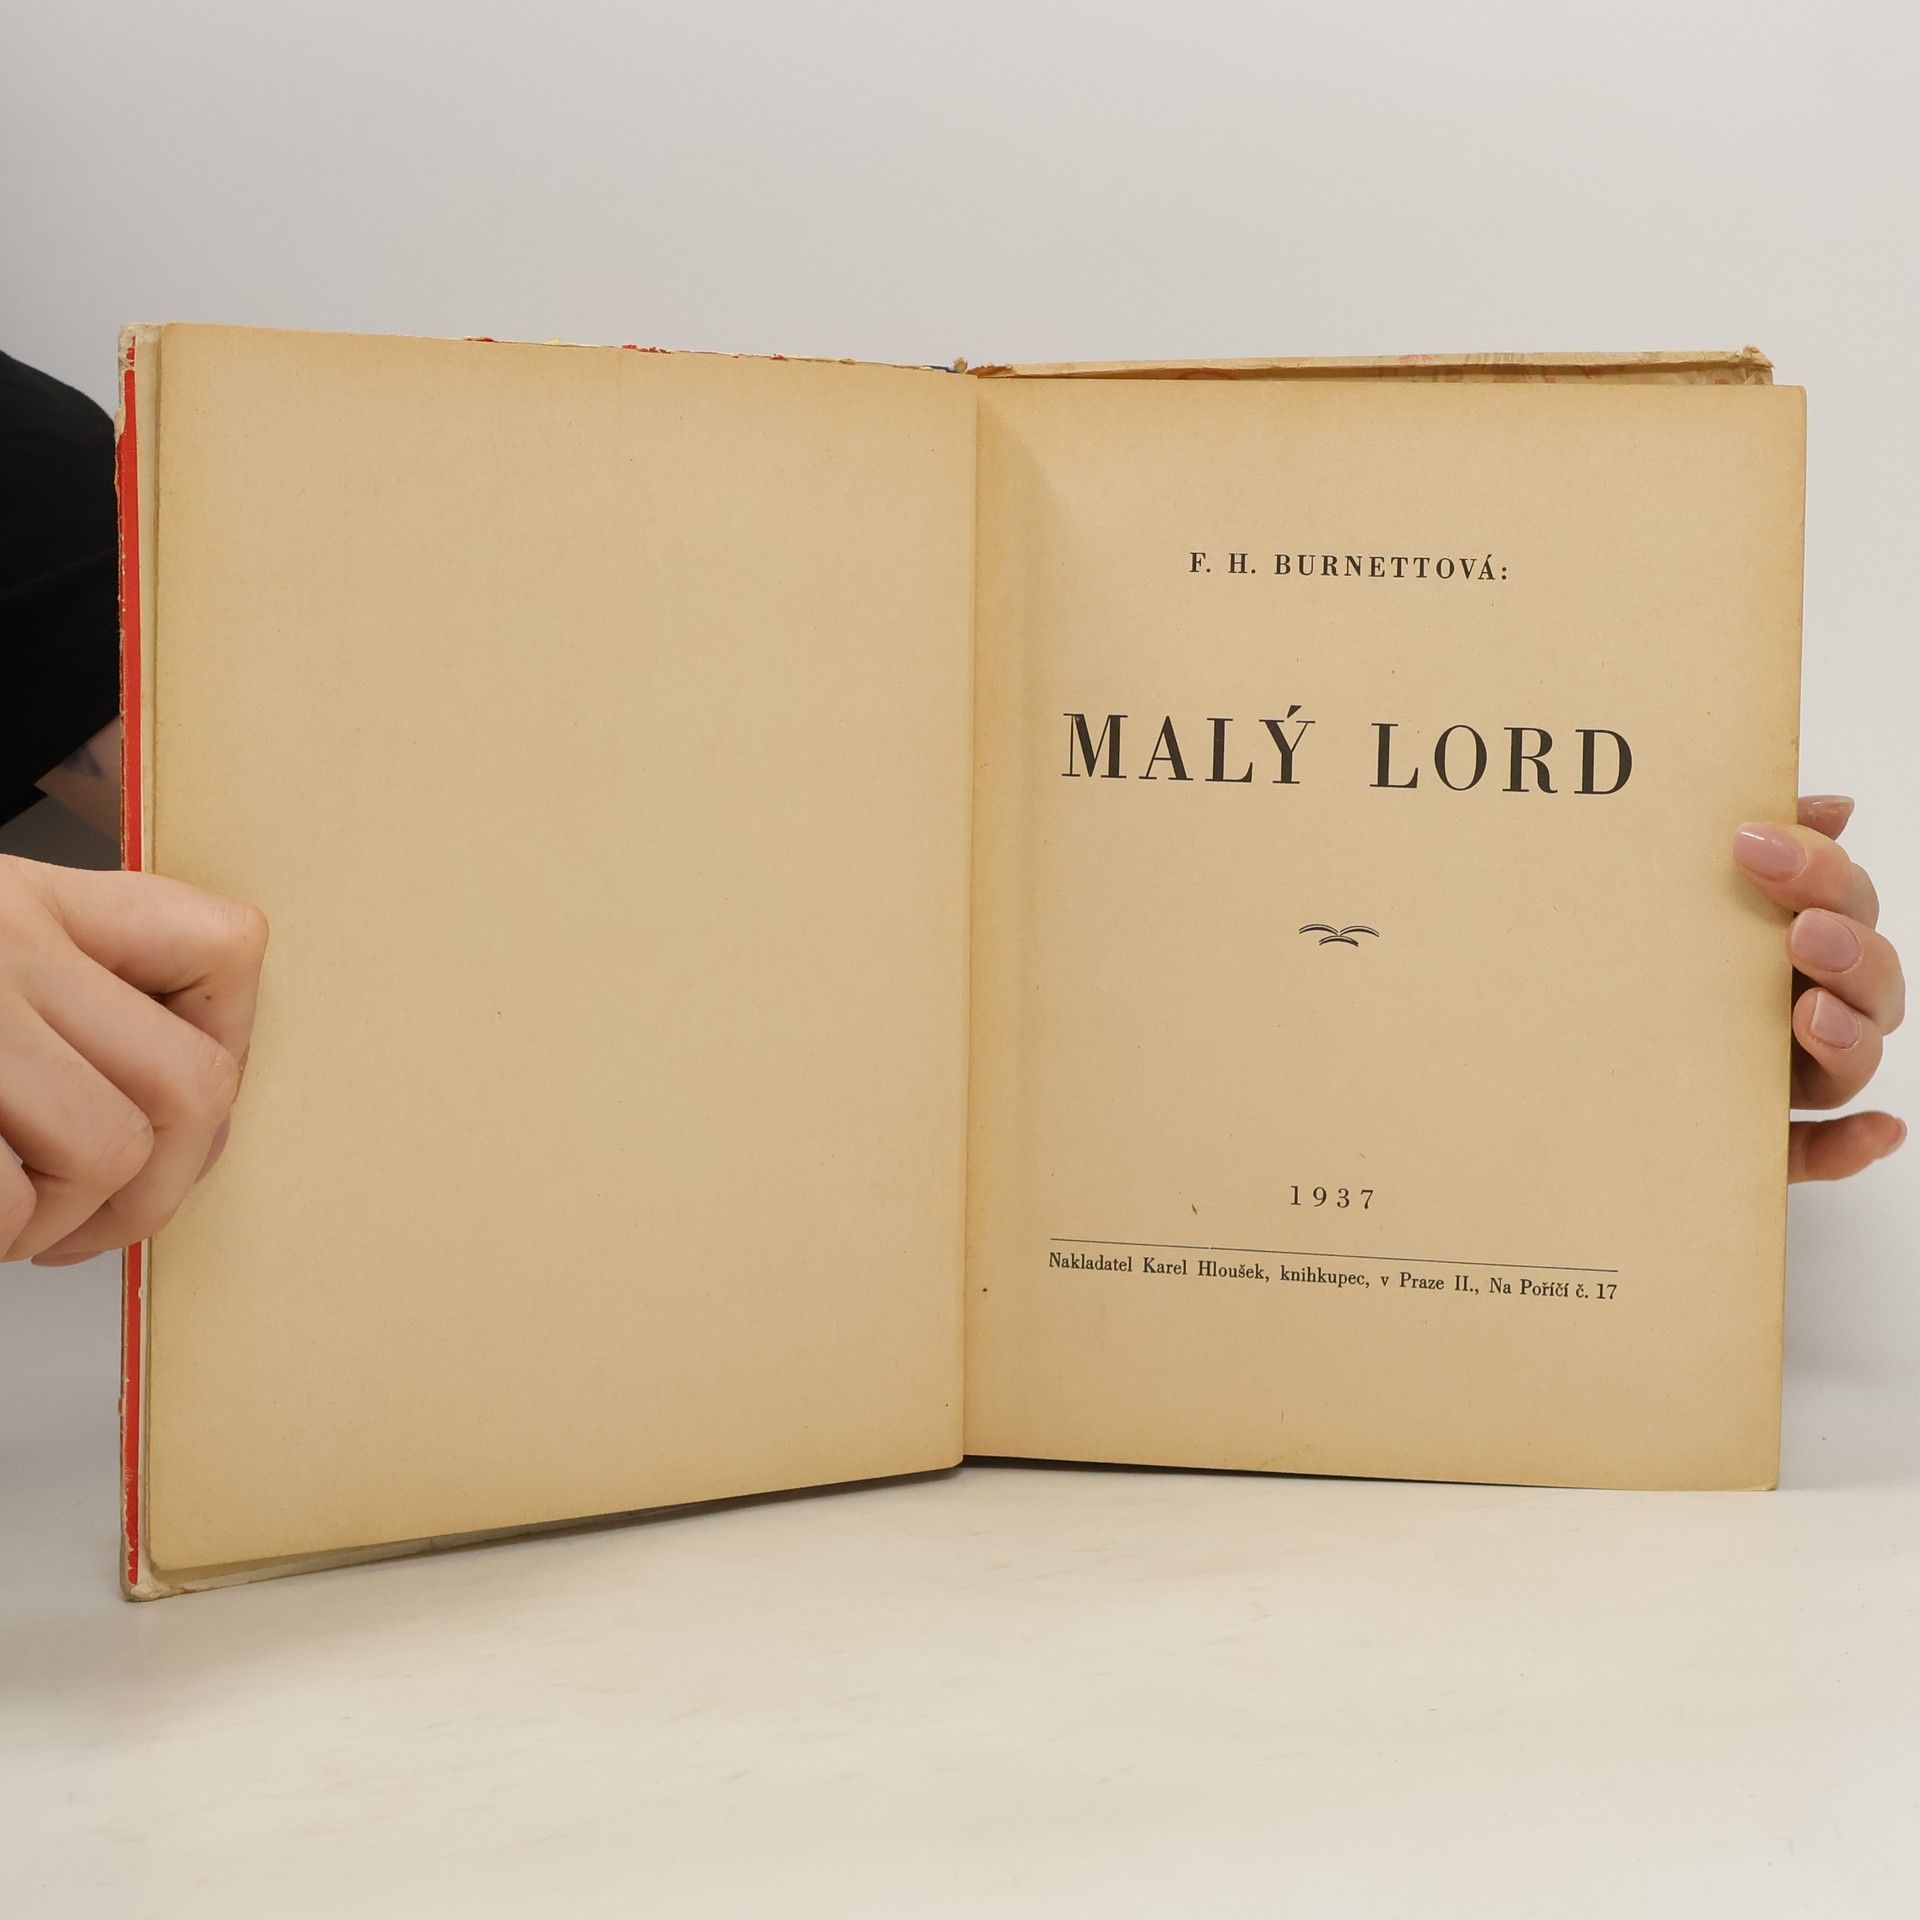 F. H. BURNETTOVÁ:
MALÝ LORD
1937
Nakladatel Karel Hloušek, knihkupec, v Praze II., Na Poříčí č. 17